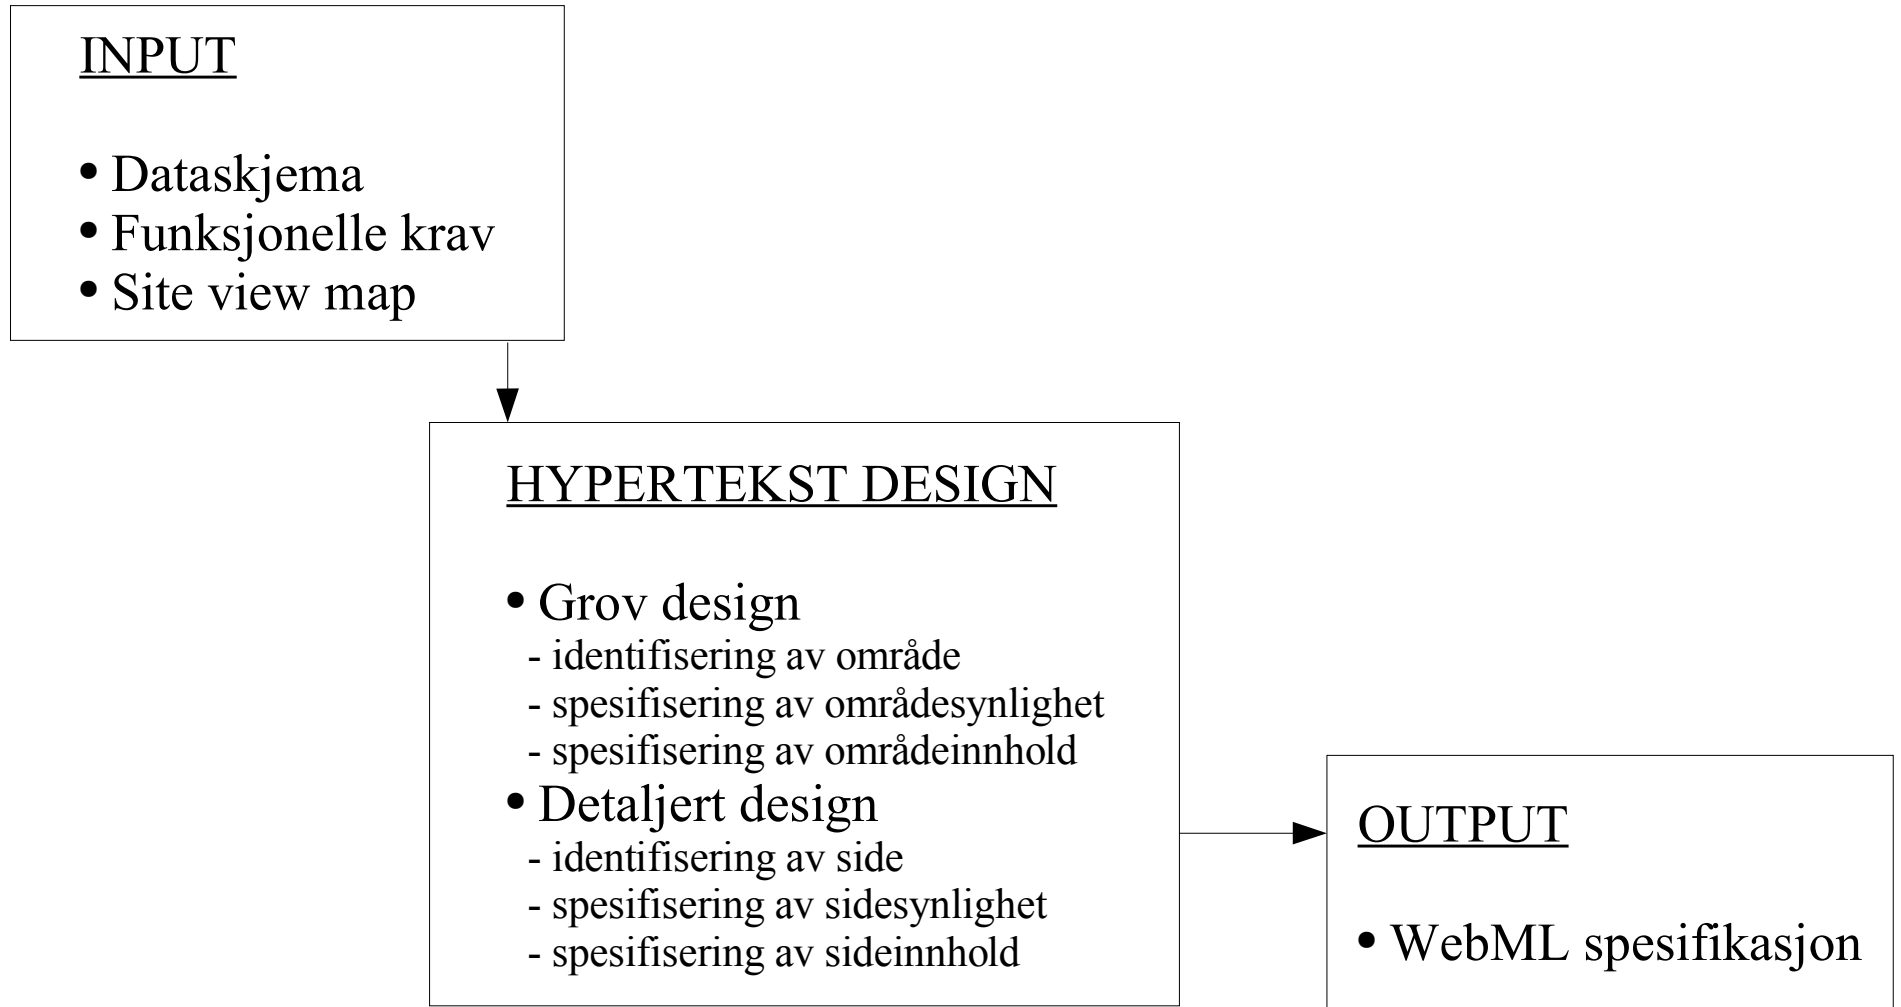 INPUT
• Dataskjema
• Funksjonelle krav
• Site view map
HYPERTEKST DESIGN
• Grov design
- identifisering av område
- spesifisering av områdesynlighet
- spesifisering av områdeinnhold
• Detaljert design
- identifisering av side
- spesifisering av sidesynlighet
- spesifisering av sideinnhold
OUTPUT
• WebML spesifikasjon